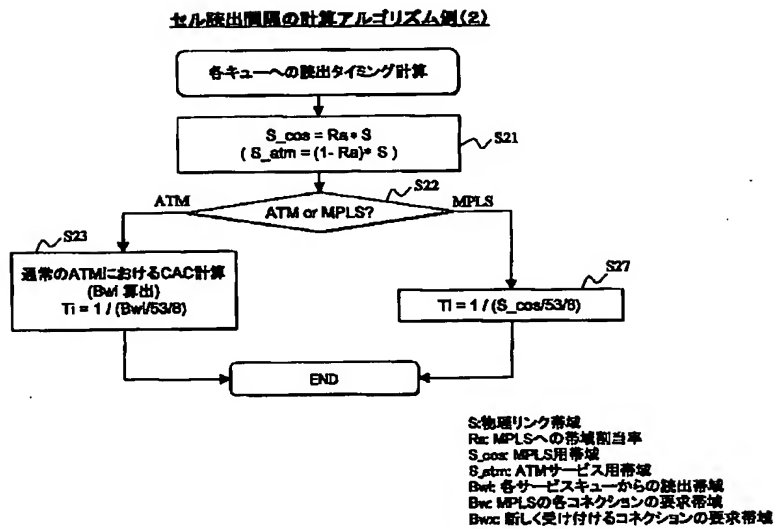 セル読出間隔の計算アルゴリズム例(2)
各キューへの読出タイミング計算
S_cos = Ra * S
( S_atm = (1- Ra)* S )
S21
S22
ATM
ATM or MPLS?
MPLS
S23
通常のATMにおけるCAC計算
(Bwi 算出)
Ti = 1 / (Bwi/53/8)
S27
Ti = 1 / (S_cos/53/8)
END
S:物理リンク帯域
Ra: MPLSへの帯域割当率
S_cos: MPLS用帯域
S_atm: ATMサービス用帯域
Bwi: 各サービスキューからの読出帯域
Bw: MPLSの各コネクションの要求帯域
Bwx: 新しく受け付けるコネクションの要求帯域